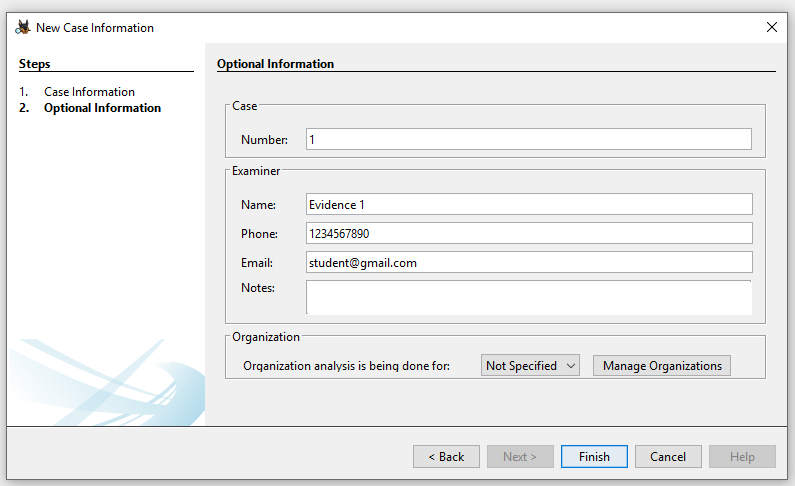 New Case Information
Steps
1. Case Information
2. Optional Information
Optional Information
Case
Number: 1
Examiner
Name: Evidence 1
Phone: 1234567890
Email: student@gmail.com
Notes:
Organization
Organization analysis is being done for: Not Specified Manage Organizations
< Back Next > Finish Cancel Help